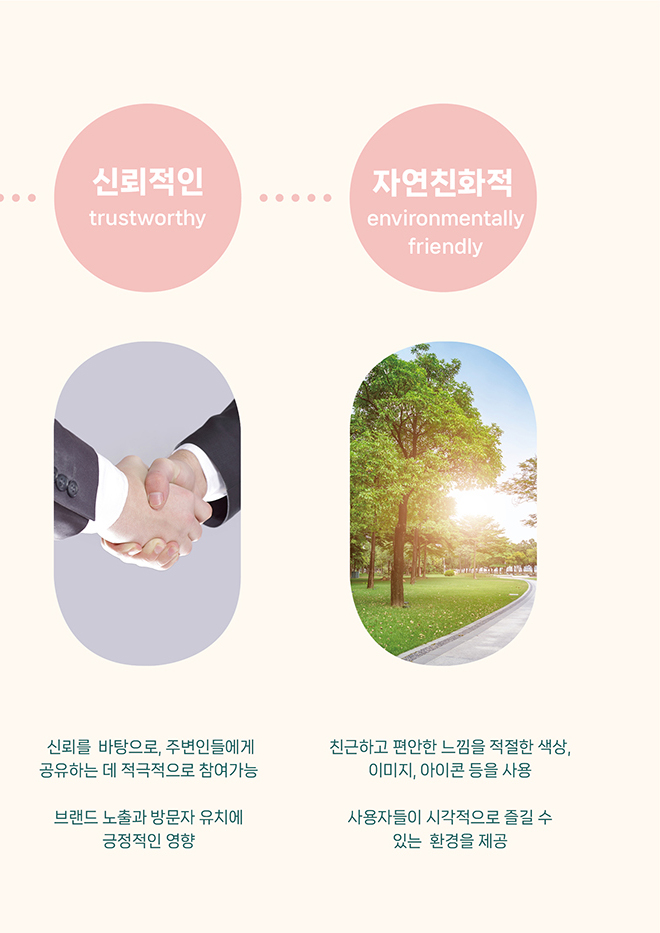 신뢰적인
trustworthy
자연친화적
environmentally
friendly
신뢰를 바탕으로, 주변인들에게
공유하는 데 적극적으로 참여가능
브랜드 노출과 방문자 유치에
긍정적인 영향
친근하고 편안한 느낌을 적절한 색상,
이미지, 아이콘 등을 사용
사용자들이 시각적으로 즐길 수
있는 환경을 제공